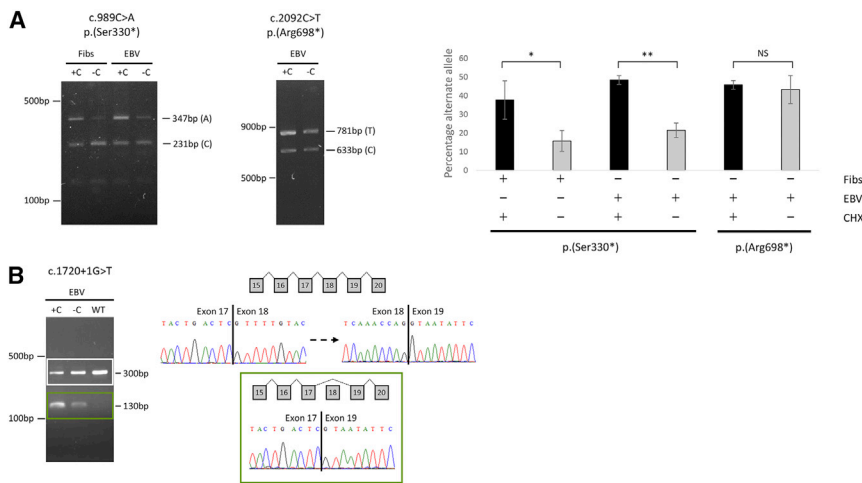 A
c.989C>A
p.(Ser330*)
Fibs EBV
+C -C +C -C
500bp
347bp (A)
231bp (C)
100bp
c.2092C>T
p.(Arg698*)
EBV
+C -C
900bp
781bp (T)
633bp (C)
500bp
Percentage alternate allele
60
50
40
30
20
10
0
* ** NS
+ + − − − − Fibs
− − + + + + EBV
+ − + − + − CHX
p.(Ser330*) p.(Arg698*)
B
c.1720+1G>T
EBV
+C -C WT
500bp
300bp
130bp
100bp
15 16 17 18 19 20
Exon 17 Exon 18
T A C T G A C T C G T T T T G T A C
Exon 18 Exon 19
T C A A A C C A G G T A A T A T T C
15 16 17 18 19 20
Exon 17 Exon 19
T A C T G A C T C G T A A T A T T C